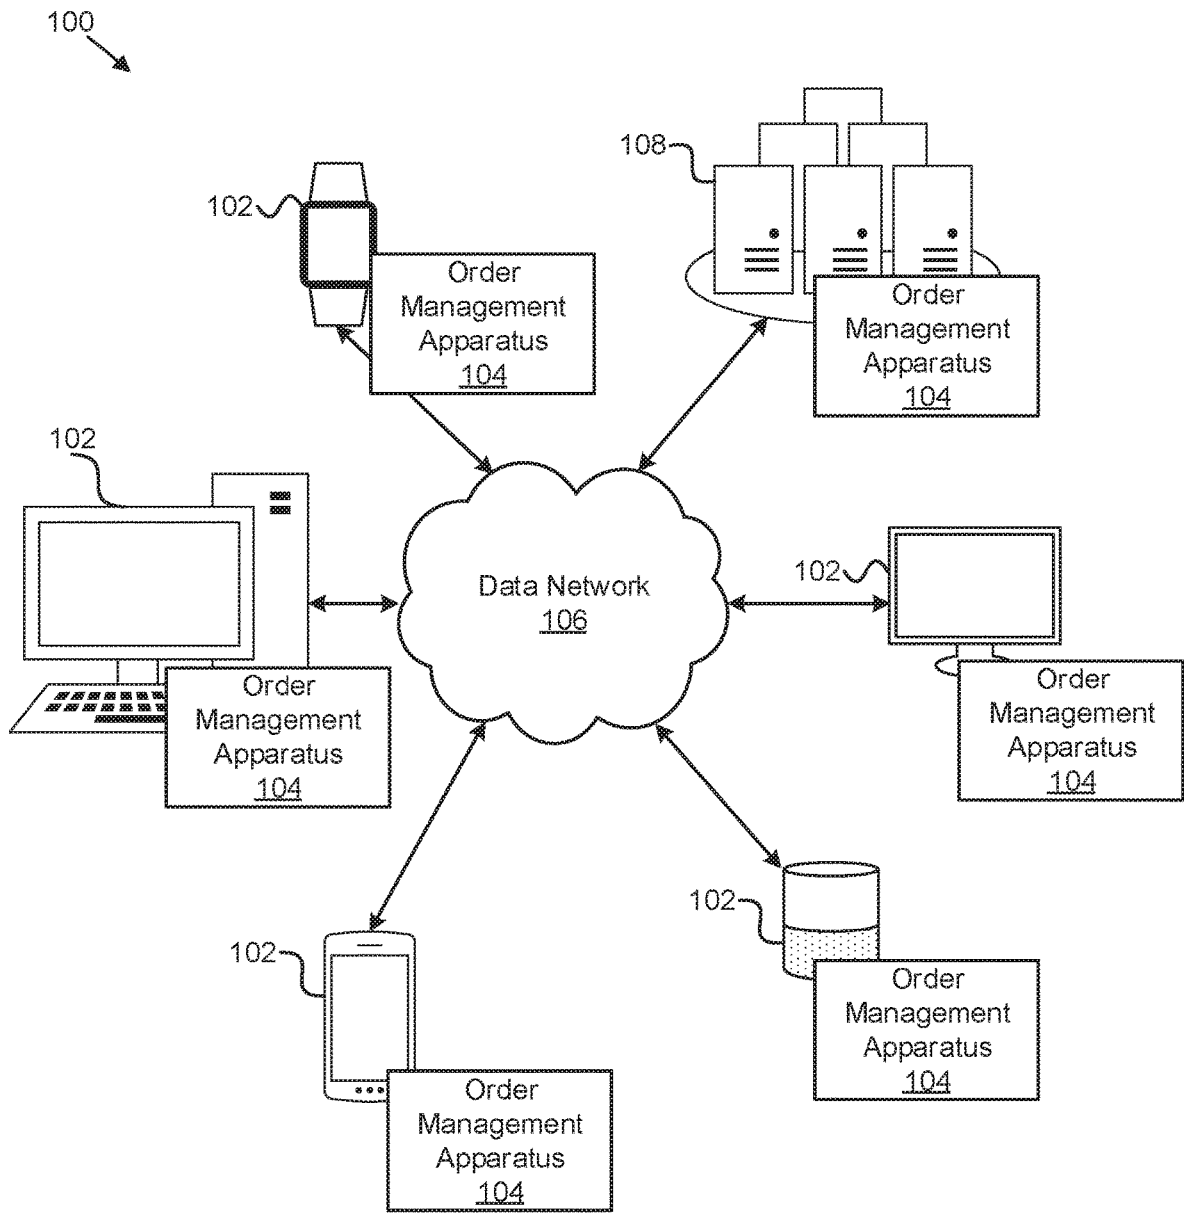 100
108
102
Order
Management
Apparatus
104
Order
Management
Apparatus
104
102
Data Network
106
102
Order
Management
Apparatus
104
Order
Management
Apparatus
104
102
102
Order
Management
Apparatus
104
Order
Management
Apparatus
104